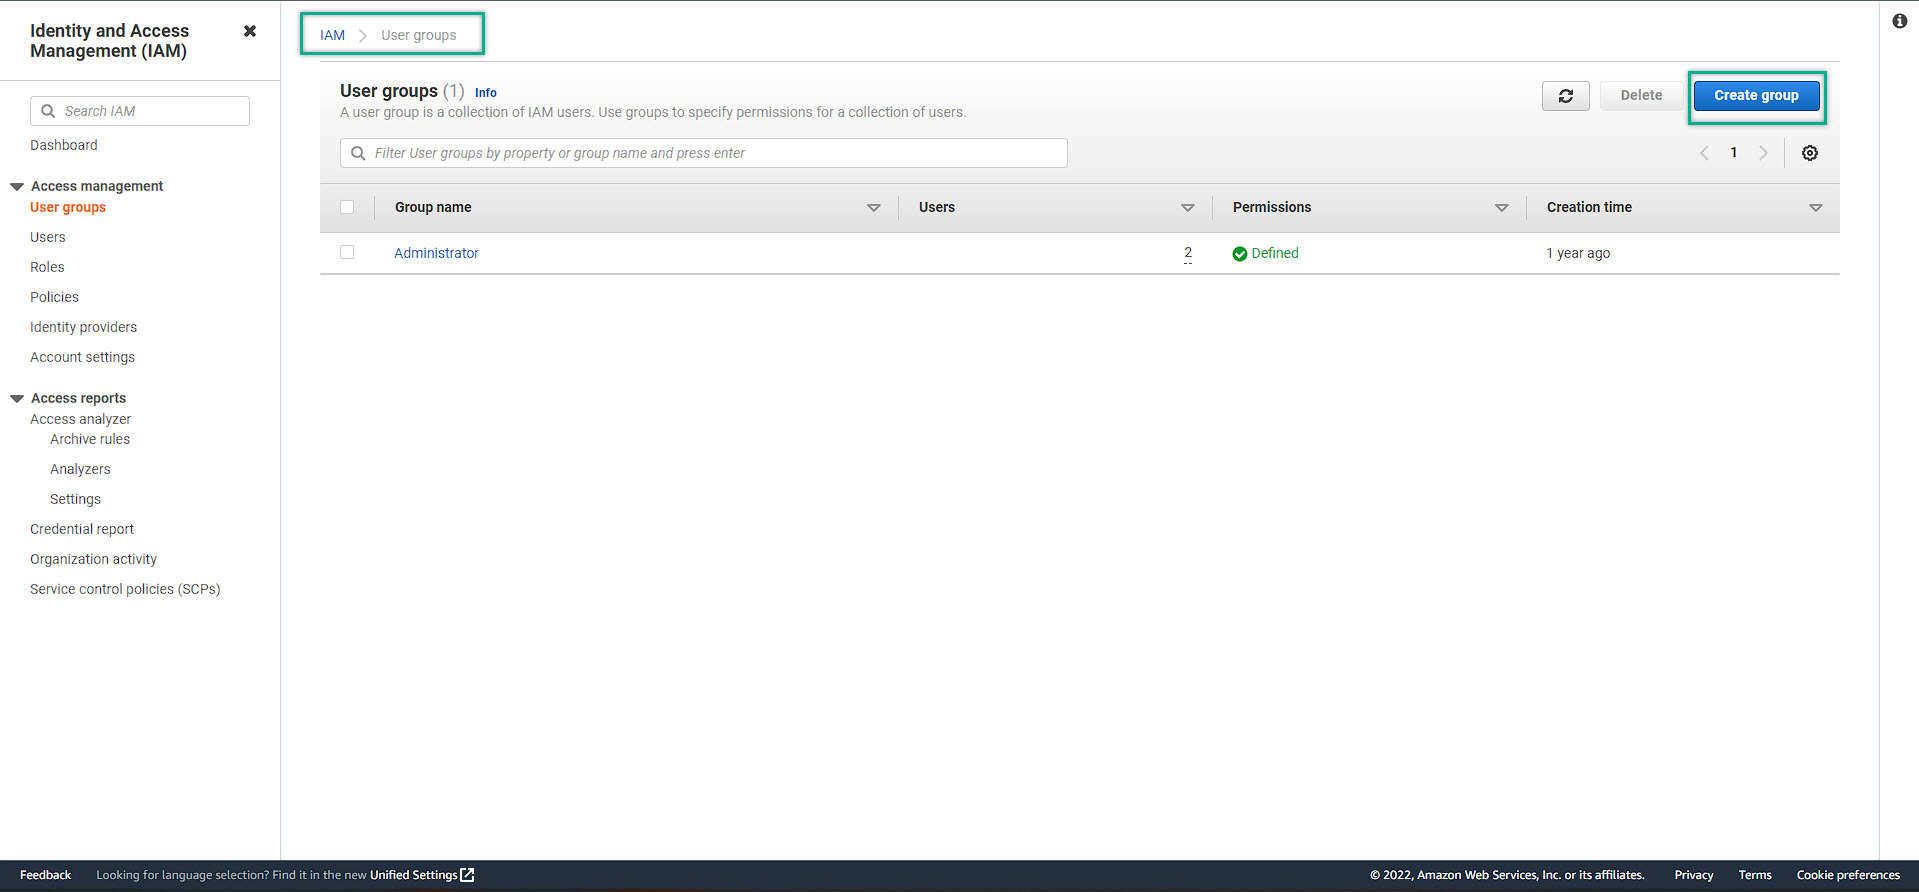 Identity and Access
Management (IAM)
Search IAM
Dashboard
Access management
User groups
Users
Roles
Policies
Identity providers
Account settings
Access reports
Access analyzer
Archive rules
Analyzers
Settings
Credential report
Organization activity
Service control policies (SCPs)
IAM User groups
User groups (1) Info
A user group is a collection of IAM users. Use groups to specify permissions for a collection of users.
Delete Create group
Filter User groups by property or group name and press enter
1
Group name Users Permissions Creation time
Administrator 2 Defined 1 year ago
Feedback Looking for language selection? Find it in the new Unified Settings © 2022, Amazon Web Services, Inc. or its affiliates. Privacy Terms Cookie preferences